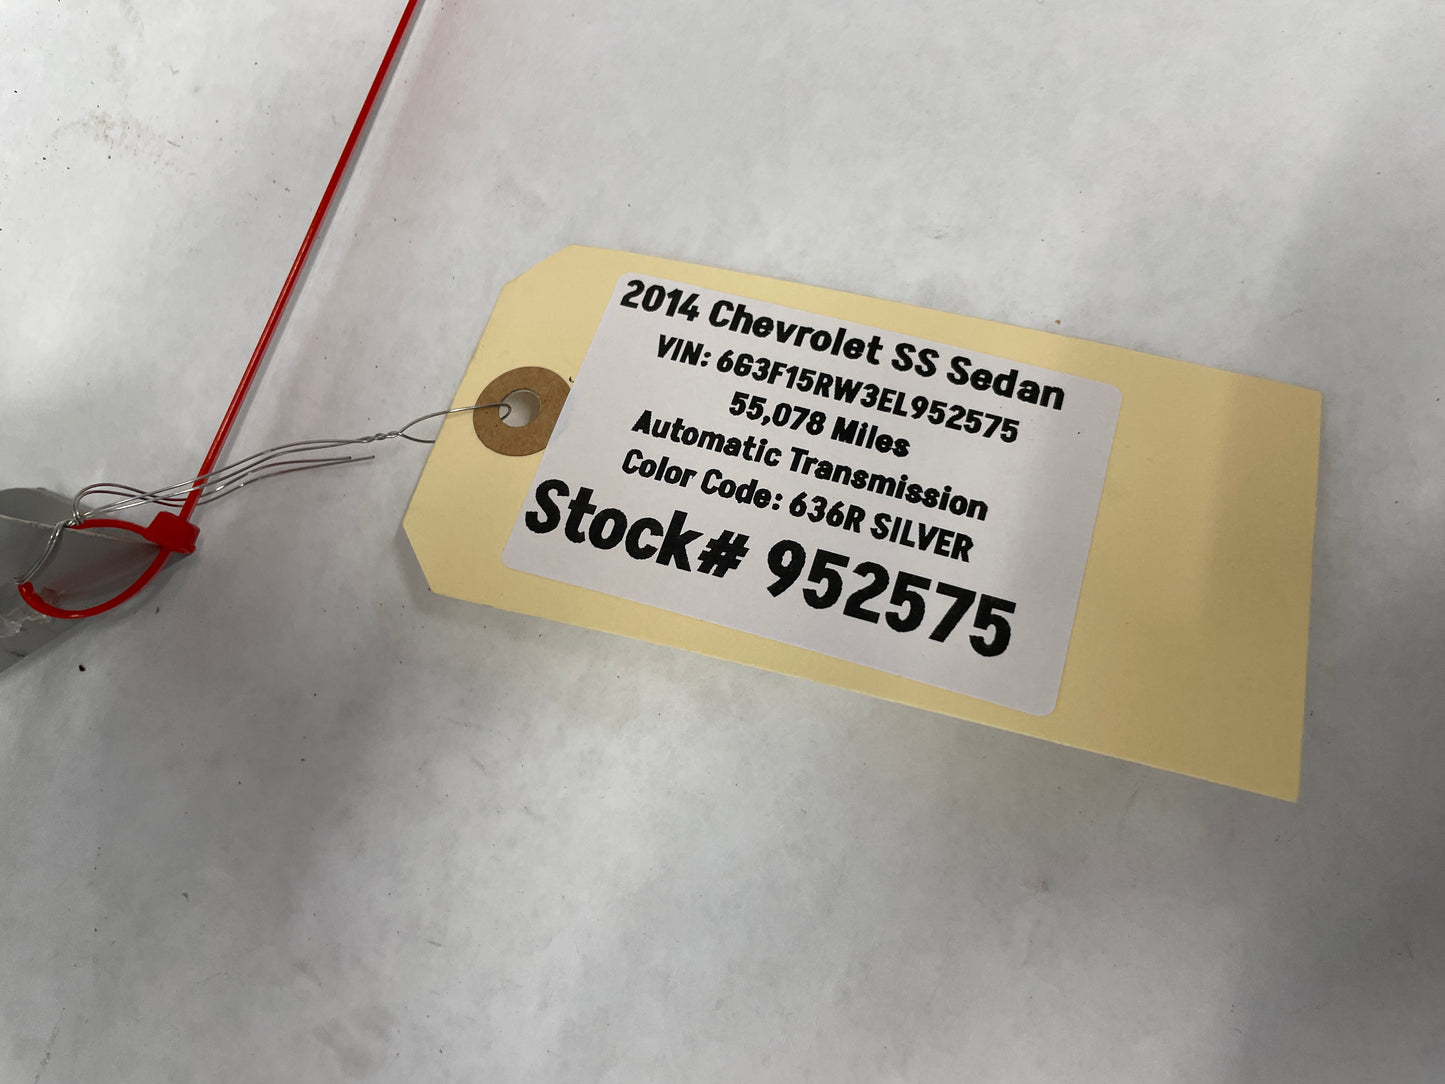 2014 Chevrolet SS Sedan
VIN: 6G3F15RW3EL952575
55,078 Miles
Automatic Transmission
Color Code: 636R SILVER
Stock# 952575